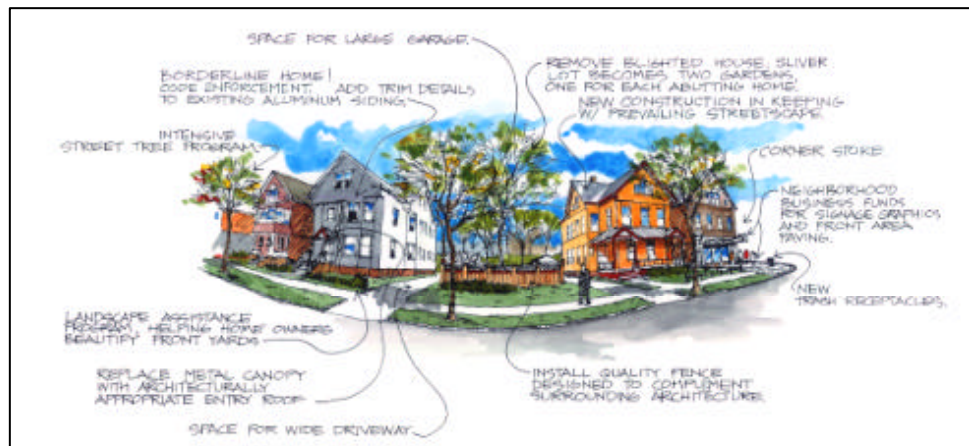 SPACE FOR LARGE GARAGE.
BORDERLINE HOME!
CODE ENFORCEMENT. ADD TRIM DETAILS
TO EXISTING ALUMINUM SIDING.
REMOVE BLIGHTED HOUSE; SLIVER
LOT BECOMES TWO GARDENS,
ONE FOR EACH ABUTTING HOME.
NEW CONSTRUCTION IN KEEPING
W/ PREVAILING STREETSCAPE.
INTENSIVE
STREET TREE PROGRAM.
CORNER STORE
NEIGHBORHOOD
BUSINESS FUNDS
FOR SIGNAGE GRAPHICS
AND FRONT AREA
PAVING.
NEW
TRASH RECEPTACLES.
LANDSCAPE ASSISTANCE
PROGRAM, HELPING HOME OWNERS
BEAUTIFY FRONT YARDS
REPLACE METAL CANOPY
WITH ARCHITECTURALLY
APPROPRIATE ENTRY ROOF
INSTALL QUALITY FENCE
DESIGNED TO COMPLEMENT
SURROUNDING ARCHITECTURE.
SPACE FOR WIDE DRIVEWAY